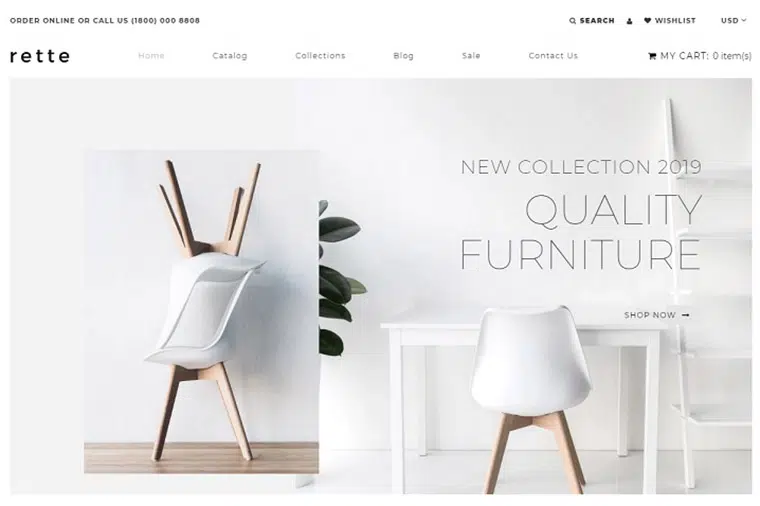 ORDER ONLINE OR CALL US (1800) 000 8808
SEARCH
WISHLIST
USD
rette
Home
Catalog
Collections
Blog
Sale
Contact Us
MY CART: 0 item(s)
NEW COLLECTION 2019
QUALITY
FURNITURE
SHOP NOW